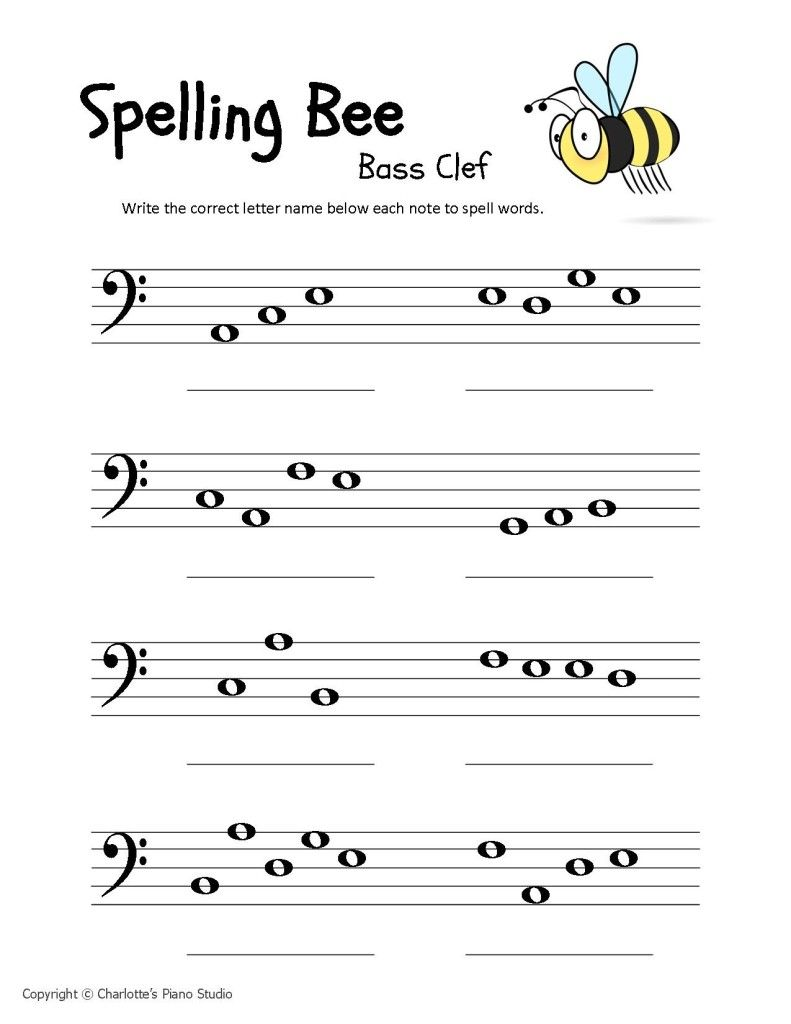 Spelling Bee
Bass Clef
Write the correct letter name below each note to spell words.
Copyright © Charlotte's Piano Studio